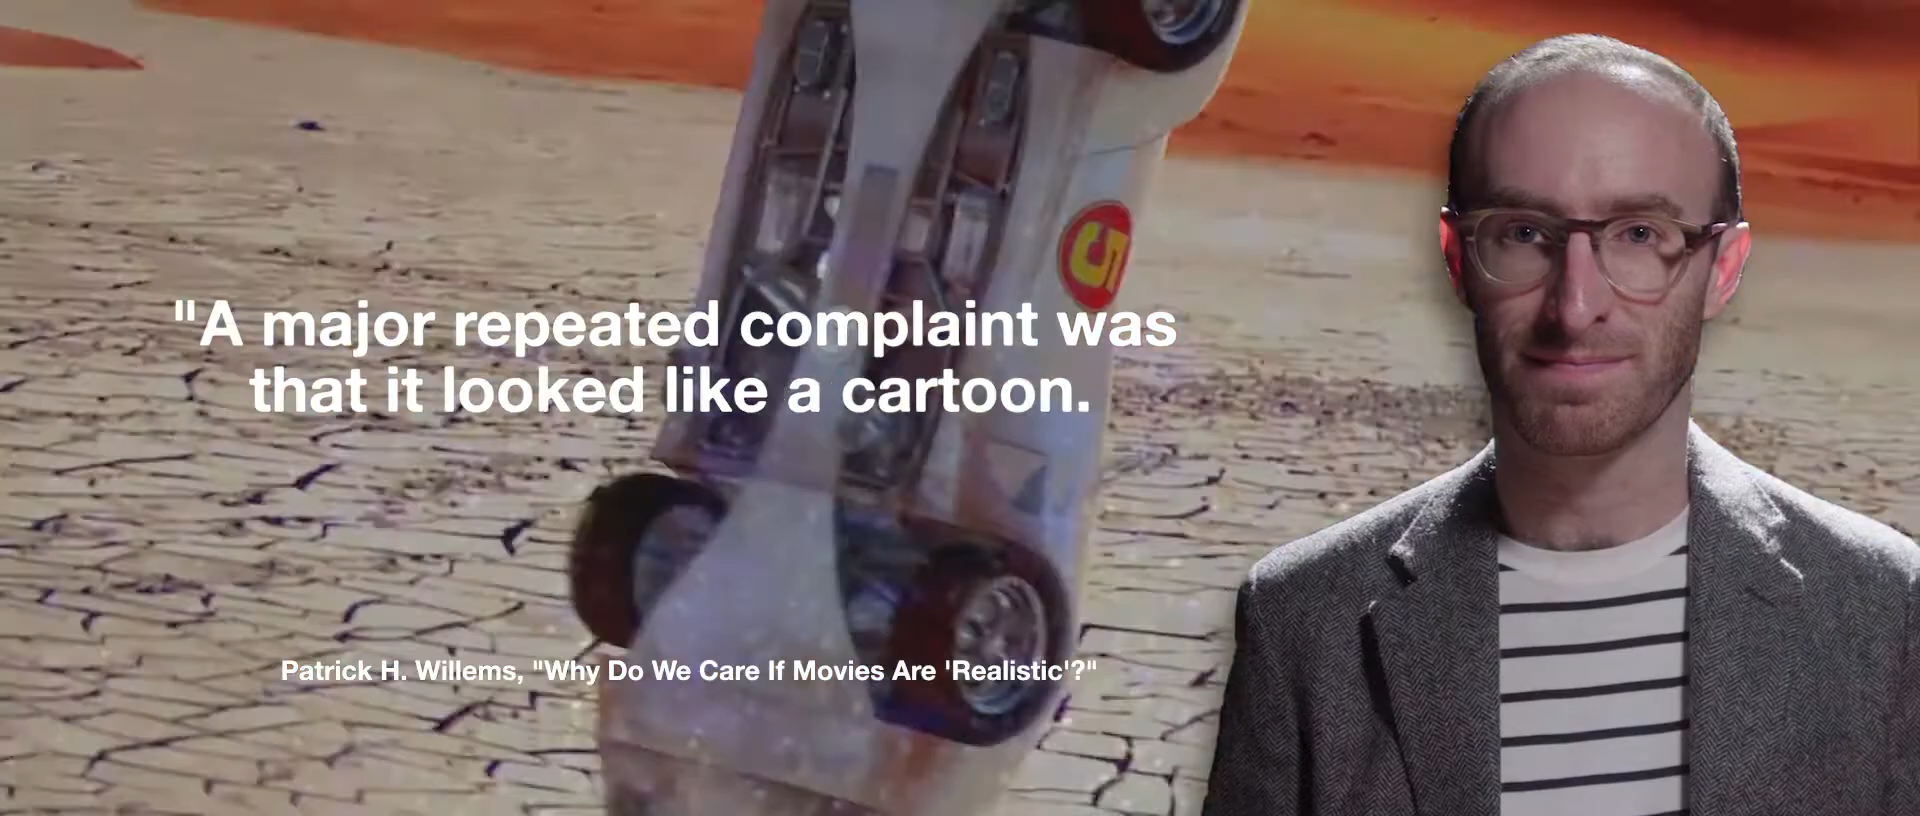 5
"A major repeated complaint was
that it looked like a cartoon.
Patrick H. Willems, "Why Do We Care If Movies Are 'Realistic'?"